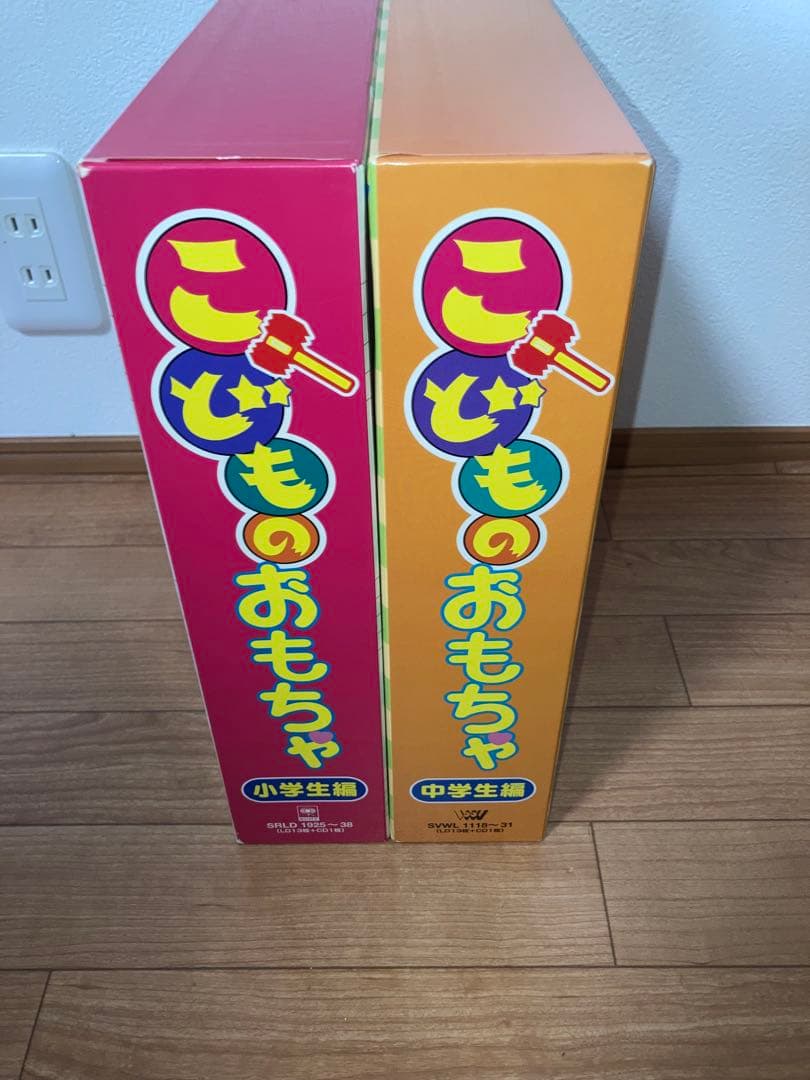 こどものおもちゃ
小学生編
SRLD 1925～38
(LD13枚+CD1枚)
こどものおもちゃ
中学生編
SVWL 1118～31
(LD13枚+CD1枚)